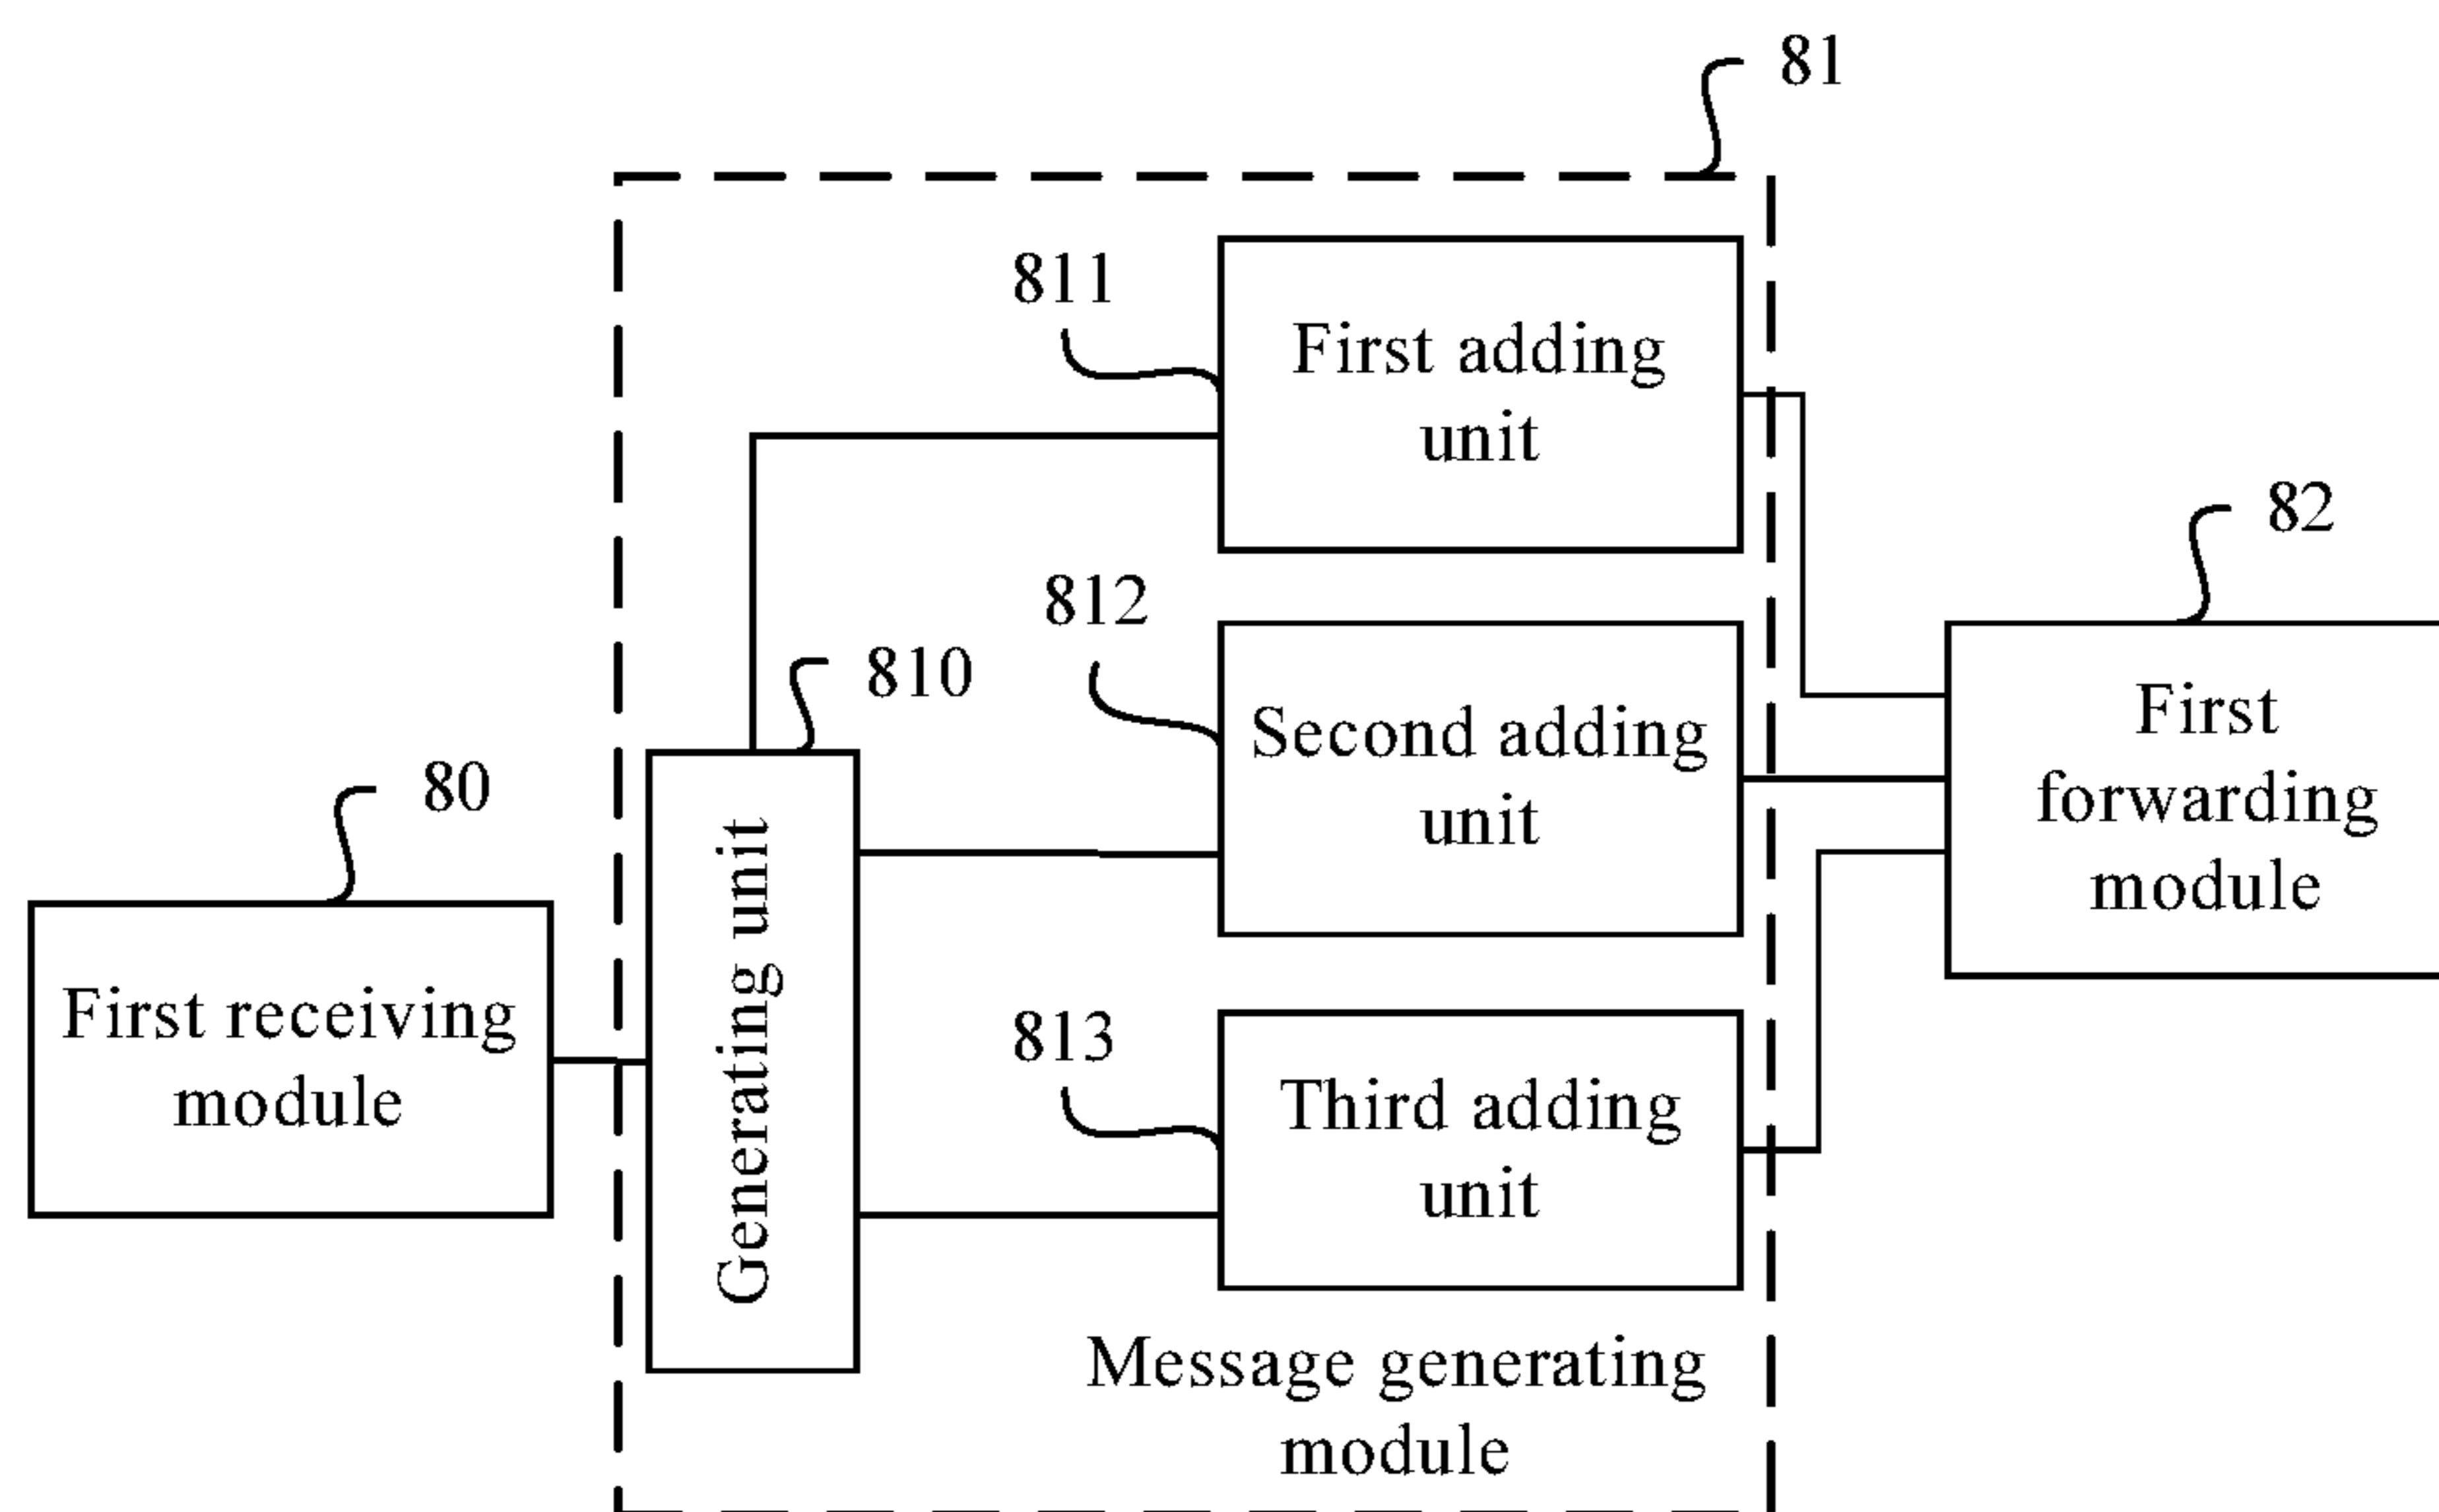 81
811
First adding
unit
82
812
First
forwarding
module
810
Second adding
unit
80
Generating unit
First receiving
module
813
Third adding
unit
Message generating
module